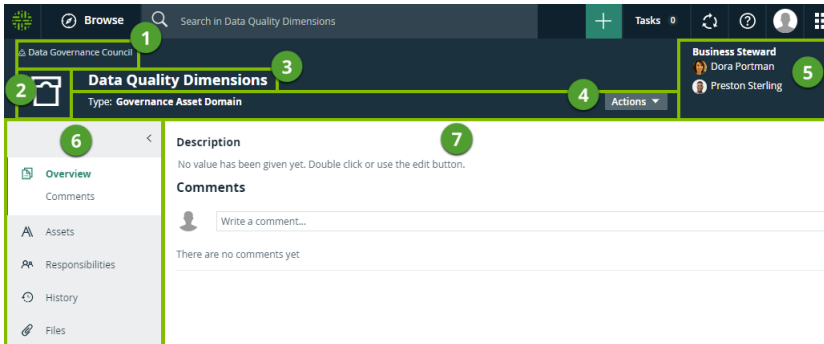 Browse
Search in Data Quality Dimensions
Tasks 0
1
Data Governance Council
Business Steward
Dora Portman
Preston Sterling
5
2
Data Quality Dimensions
3
Type: Governance Asset Domain
4
Actions
6
Overview
Comments
Assets
Responsibilities
History
Files
7
Description
No value has been given yet. Double click or use the edit button.
Comments
Write a comment...
There are no comments yet